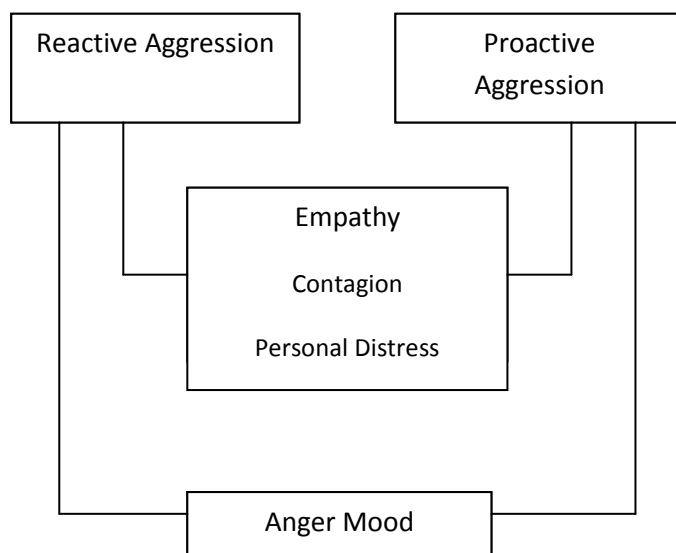 Reactive Aggression
Proactive
Aggression
Empathy
Contagion
Personal Distress
Anger Mood